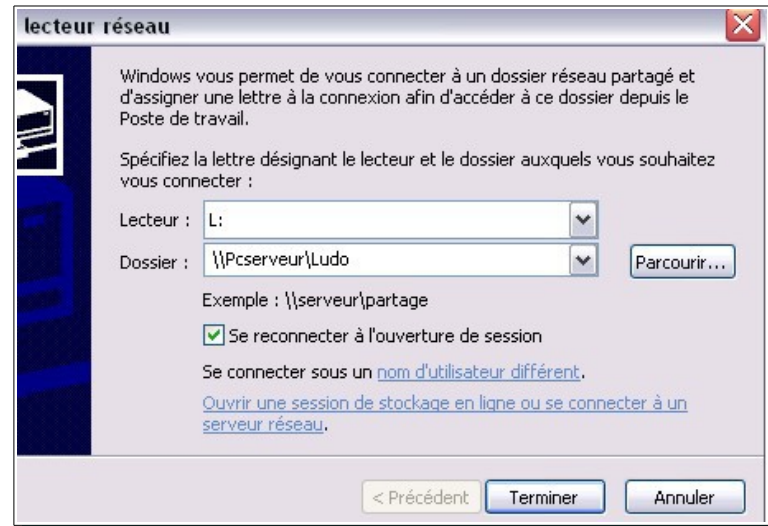 lecteur réseau
Windows vous permet de vous connecter à un dossier réseau partagé et
d'assigner une lettre à la connexion afin d'accéder à ce dossier depuis le
Poste de travail.
Spécifiez la lettre désignant le lecteur et le dossier auxquels vous souhaitez
vous connecter :
Lecteur : L:
Dossier : \\Pcserveur\Ludo Parcourir...
Exemple : \\serveur\partage
Se reconnecter à l'ouverture de session
Se connecter sous un nom d'utilisateur différent.
Ouvrir une session de stockage en ligne ou se connecter à un
serveur réseau.
< Précédent Terminer Annuler